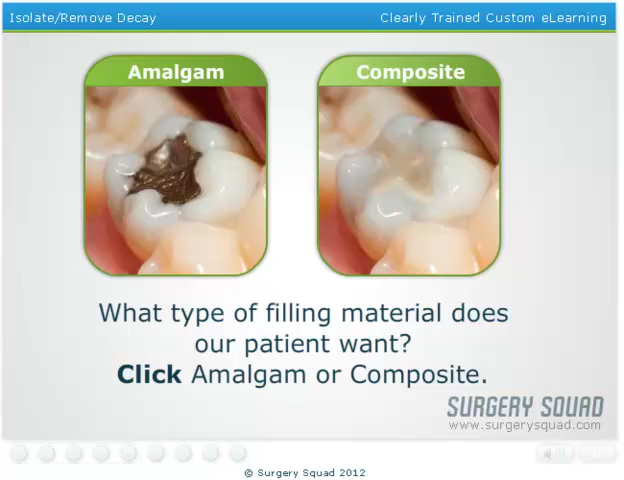 Isolate/Remove Decay
Clearly Trained Custom eLearning
Amalgam
Composite
What type of filling material does
our patient want?
Click Amalgam or Composite.
SURGERY SQUAD
www.surgerysquad.com
© Surgery Squad 2012